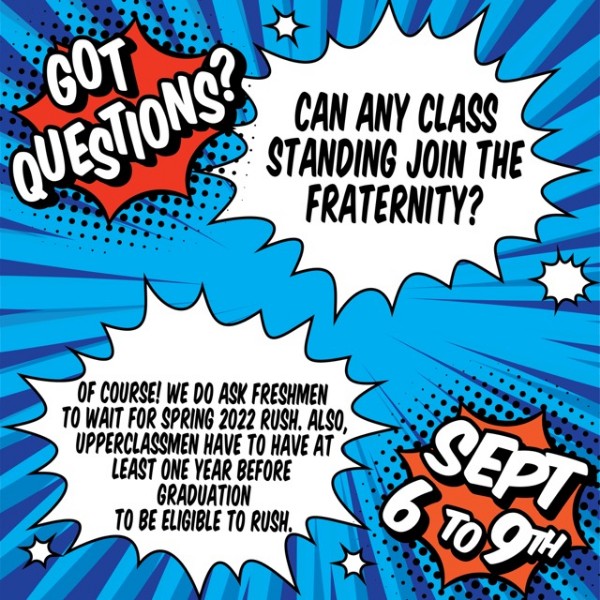 GOT
QUESTIONS?
CAN ANY CLASS
STANDING JOIN THE
FRATERNITY?
OF COURSE! WE DO ASK FRESHMEN
TO WAIT FOR SPRING 2022 RUSH. ALSO,
UPPERCLASSMEN HAVE TO HAVE AT
LEAST ONE YEAR BEFORE
GRADUATION
TO BE ELIGIBLE TO RUSH.
SEPT
6 TO 9TH